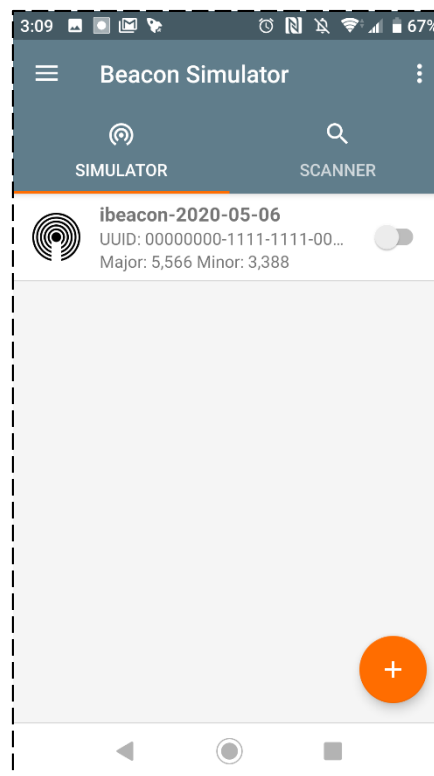 3:09 67%
Beacon Simulator
SIMULATOR SCANNER
ibeacon-2020-05-06
UUID: 00000000-1111-1111-00...
Major: 5,566 Minor: 3,388